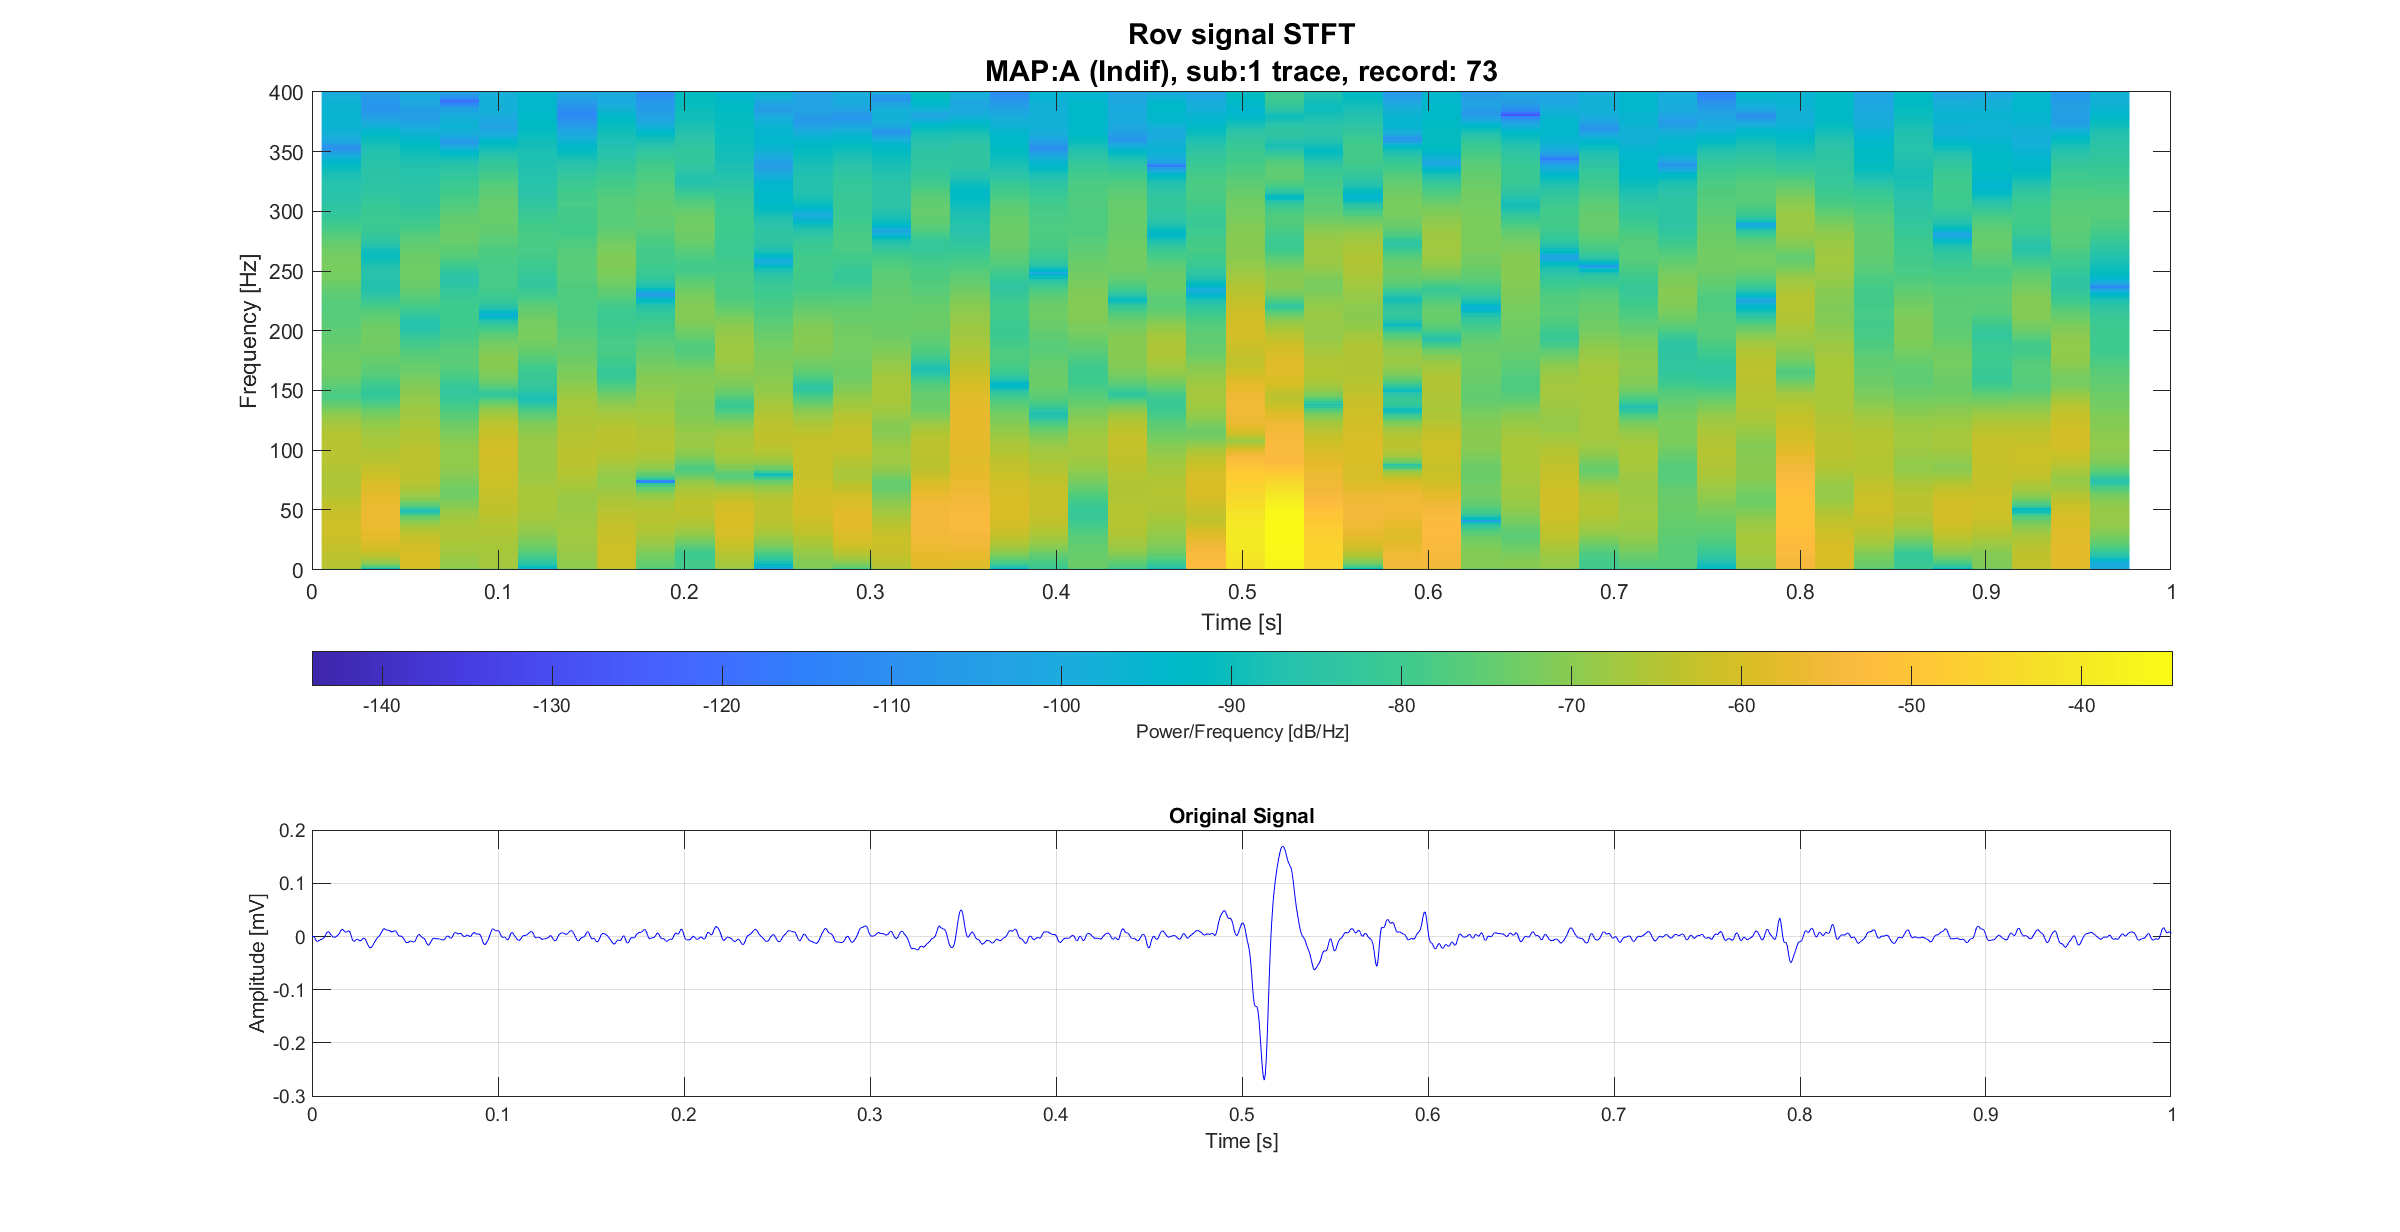 Rov signal STFT
MAP:A (Indif), sub:1 trace, record: 73
400
350
300
250
200
150
100
50
0
Frequency [Hz]
0 0.1 0.2 0.3 0.4 0.5 0.6 0.7 0.8 0.9 1
Time [s]
-140 -130 -120 -110 -100 -90 -80 -70 -60 -50 -40
Power/Frequency [dB/Hz]
Original Signal
0.2
0.1
0
-0.1
-0.2
-0.3
Amplitude [mV]
0 0.1 0.2 0.3 0.4 0.5 0.6 0.7 0.8 0.9 1
Time [s]